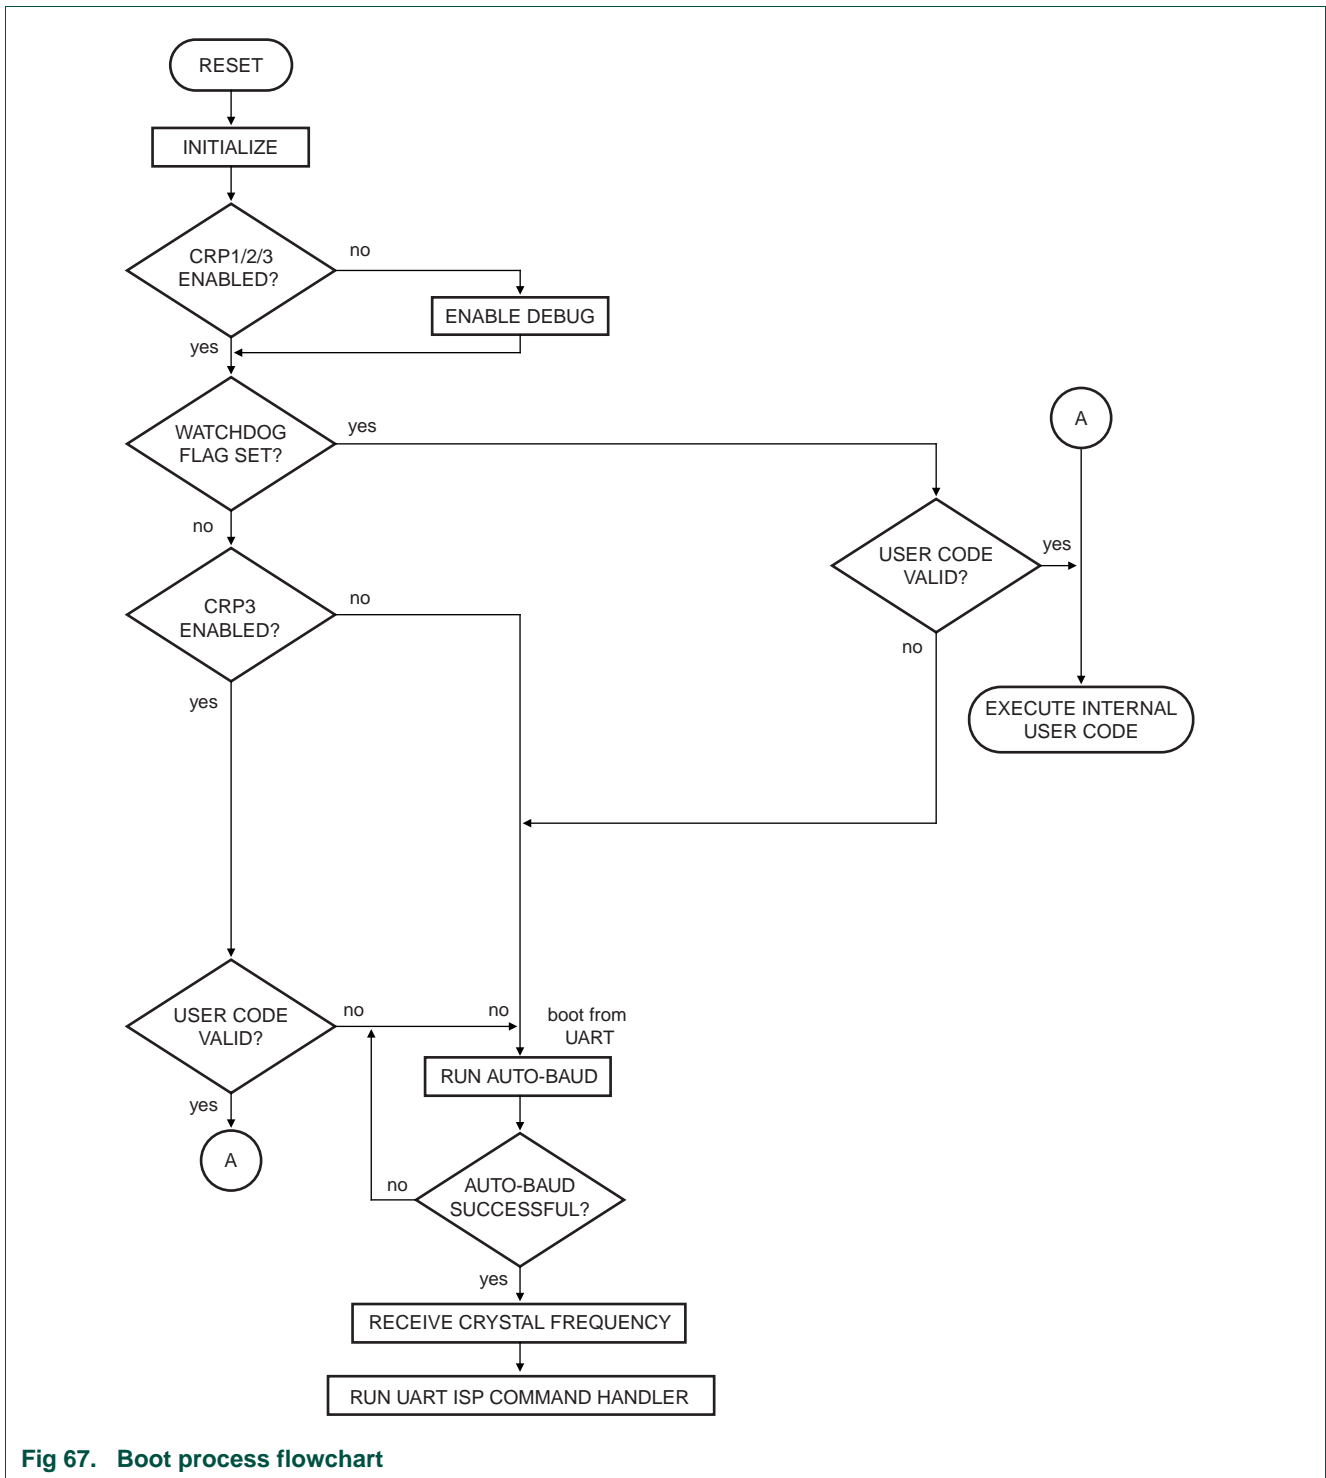 RESET
INITIALIZE
CRP1/2/3
ENABLED?
no
ENABLE DEBUG
yes
WATCHDOG
FLAG SET?
yes
A
no
USER CODE
VALID?
yes
no
CRP3
ENABLED?
no
yes
EXECUTE INTERNAL
USER CODE
USER CODE
VALID?
no
no
boot from
UART
RUN AUTO-BAUD
yes
A
AUTO-BAUD
SUCCESSFUL?
no
yes
RECEIVE CRYSTAL FREQUENCY
RUN UART ISP COMMAND HANDLER
Fig 67. Boot process flowchart